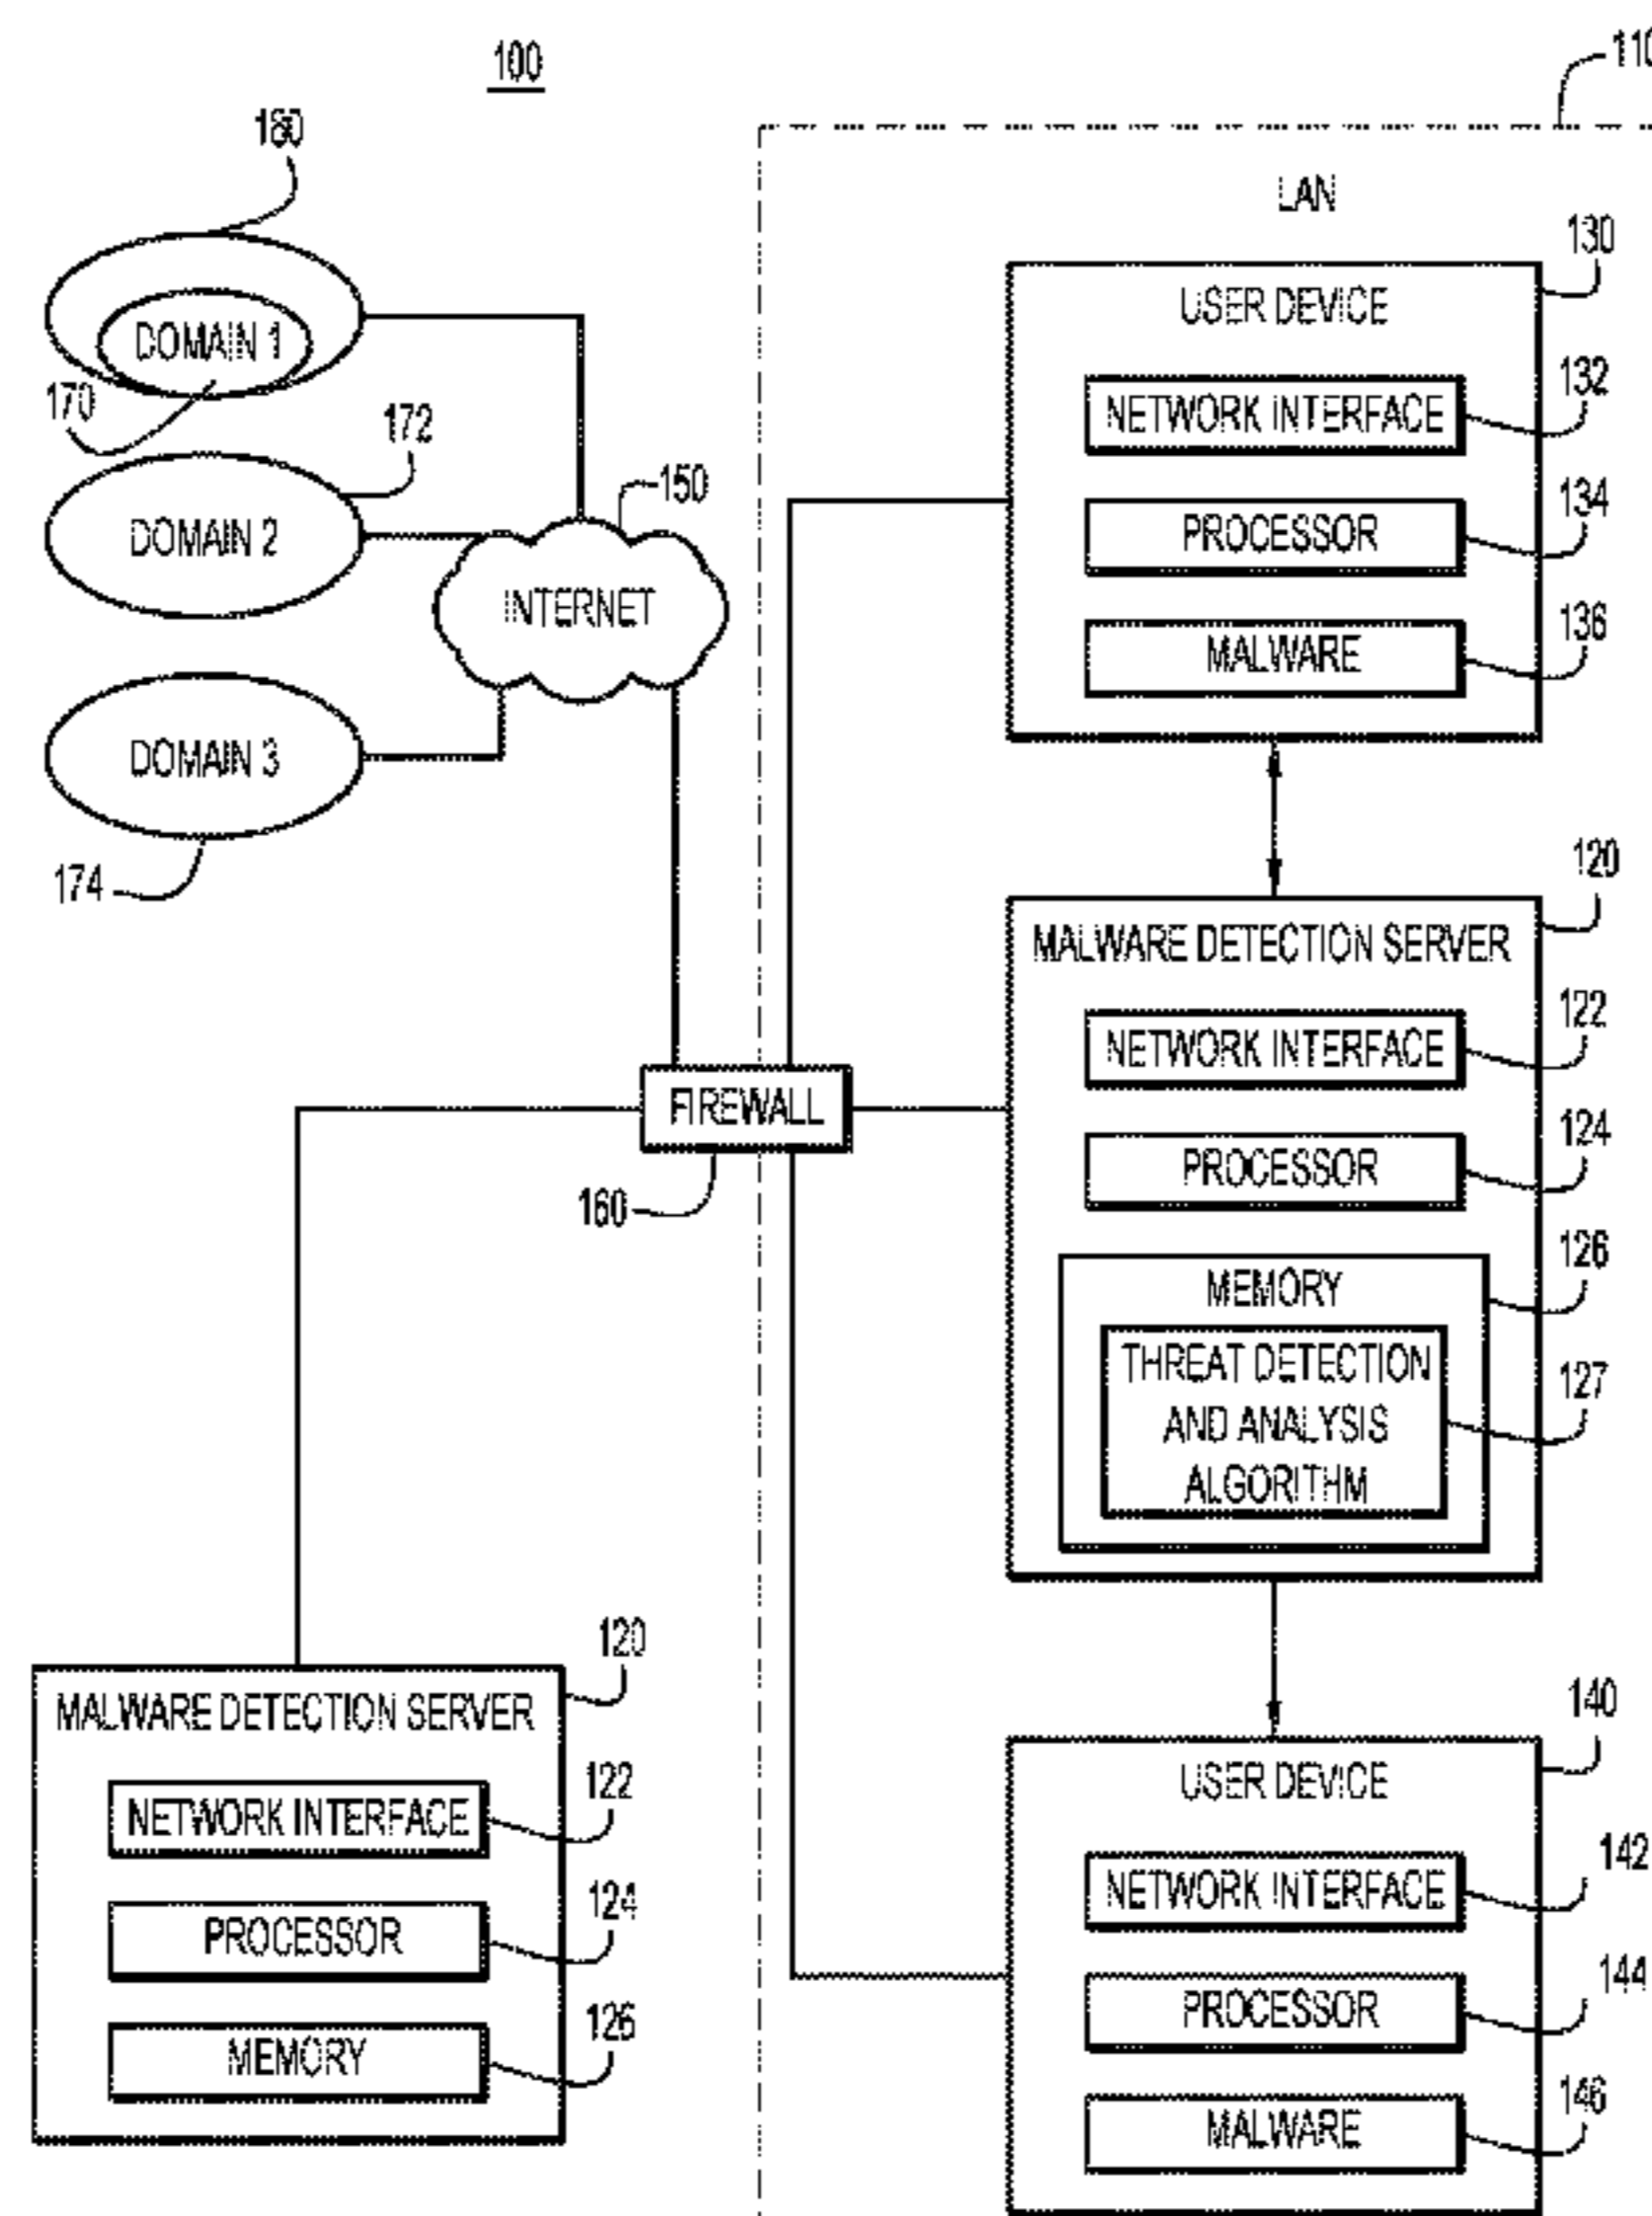 100
110
180
LAN
130
USER DEVICE
DOMAIN 1
132
170
NETWORK INTERFACE
172
150
134
DOMAIN 2
PROCESSOR
INTERNET
136
MALWARE
DOMAIN 3
174
120
MALWARE DETECTION SERVER
122
NETWORK INTERFACE
FIREWALL
124
PROCESSOR
160
126
MEMORY
THREAT DETECTION
127
AND ANALYSIS
ALGORITHM
120
MALWARE DETECTION SERVER
140
USER DEVICE
122
NETWORK INTERFACE
142
NETWORK INTERFACE
124
PROCESSOR
144
PROCESSOR
126
MEMORY
146
MALWARE